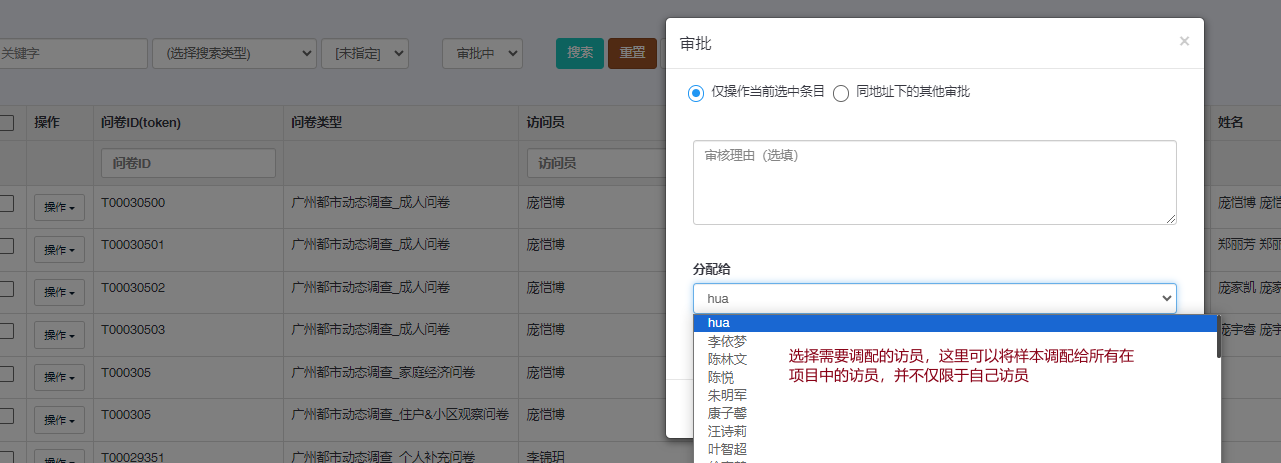 审批
×
关键字
(选择搜索类型)
[未指定]
审批中
搜索
重置
仅操作当前选中条目
同地址下的其他审批
操作
问卷ID(token)
问卷类型
访问员
姓名
问卷ID
访问员
审核理由（选填）
操作
T00030500
广州都市动态调查_成人问卷
庞恺博
庞恺博 庞恺
操作
T00030501
广州都市动态调查_成人问卷
庞恺博
郑丽芳 郑丽
操作
T00030502
广州都市动态调查_成人问卷
庞恺博
庞家凯 庞家
操作
T00030503
广州都市动态调查_成人问卷
庞恺博
庞宇睿 庞宇
操作
T000305
广州都市动态调查_家庭经济问卷
庞恺博
操作
T000305
广州都市动态调查_住户&小区观察问卷
庞恺博
操作
T00029351
广州都市动态调查_个人补充问卷
李锦玥
分配给
hua
hua
李依梦
陈林文
陈悦
朱明军
康子馨
汪诗莉
叶智超
选择需要调配的访员，这里可以将样本调配给所有在
项目中的访员，并不仅限于自己访员